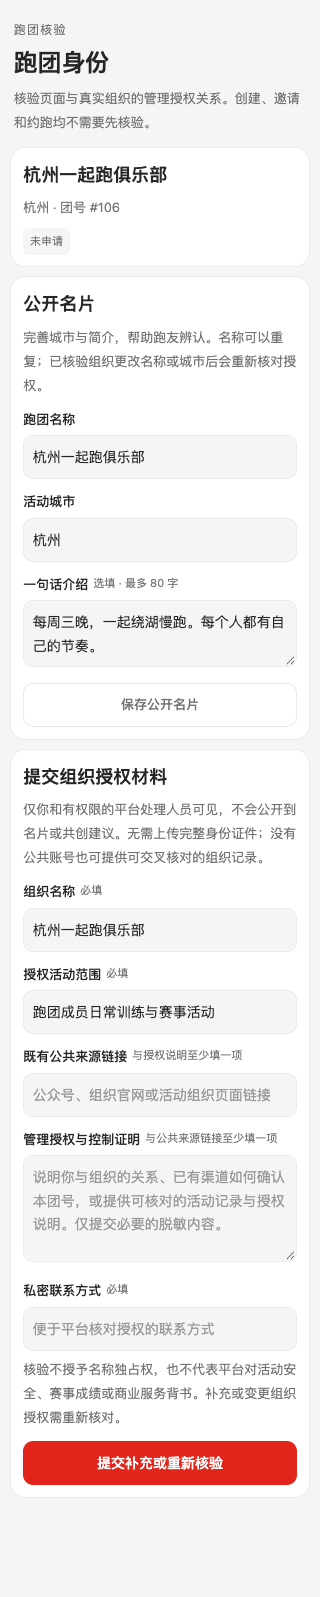 跑团核验
跑团身份
核验页面与真实组织的管理授权关系。创建、邀请
和约跑均不需要先核验。
杭州一起跑俱乐部
杭州 · 团号 #106
未申请
公开名片
完善城市与简介，帮助跑友辨认。名称可以重
复；已核验组织更改名称或城市后会重新核对授
权。
跑团名称
杭州一起跑俱乐部
活动城市
杭州
一句话介绍 选填 · 最多 80 字
每周三晚，一起绕湖慢跑。每个人都有自
己的节奏。
保存公开名片
提交组织授权材料
仅你和有权限的平台处理人员可见，不会公开到
名片或共创建议。无需上传完整身份证件；没有
公共账号也可提供可交叉核对的组织记录。
组织名称 必填
杭州一起跑俱乐部
授权活动范围 必填
跑团成员日常训练与赛事活动
既有公共来源链接 与授权说明至少填一项
公众号、组织官网或活动组织页面链接
管理授权与控制证明 与公共来源链接至少填一项
说明你与组织的关系、已有渠道如何确认
本团号，或提供可核对的活动记录与授权
说明。仅提交必要的脱敏内容。
私密联系方式 必填
便于平台核对授权的联系方式
核验不授予名称独占权，也不代表平台对活动安
全、赛事成绩或商业服务背书。补充或变更组织
授权需重新核对。
提交补充或重新核验